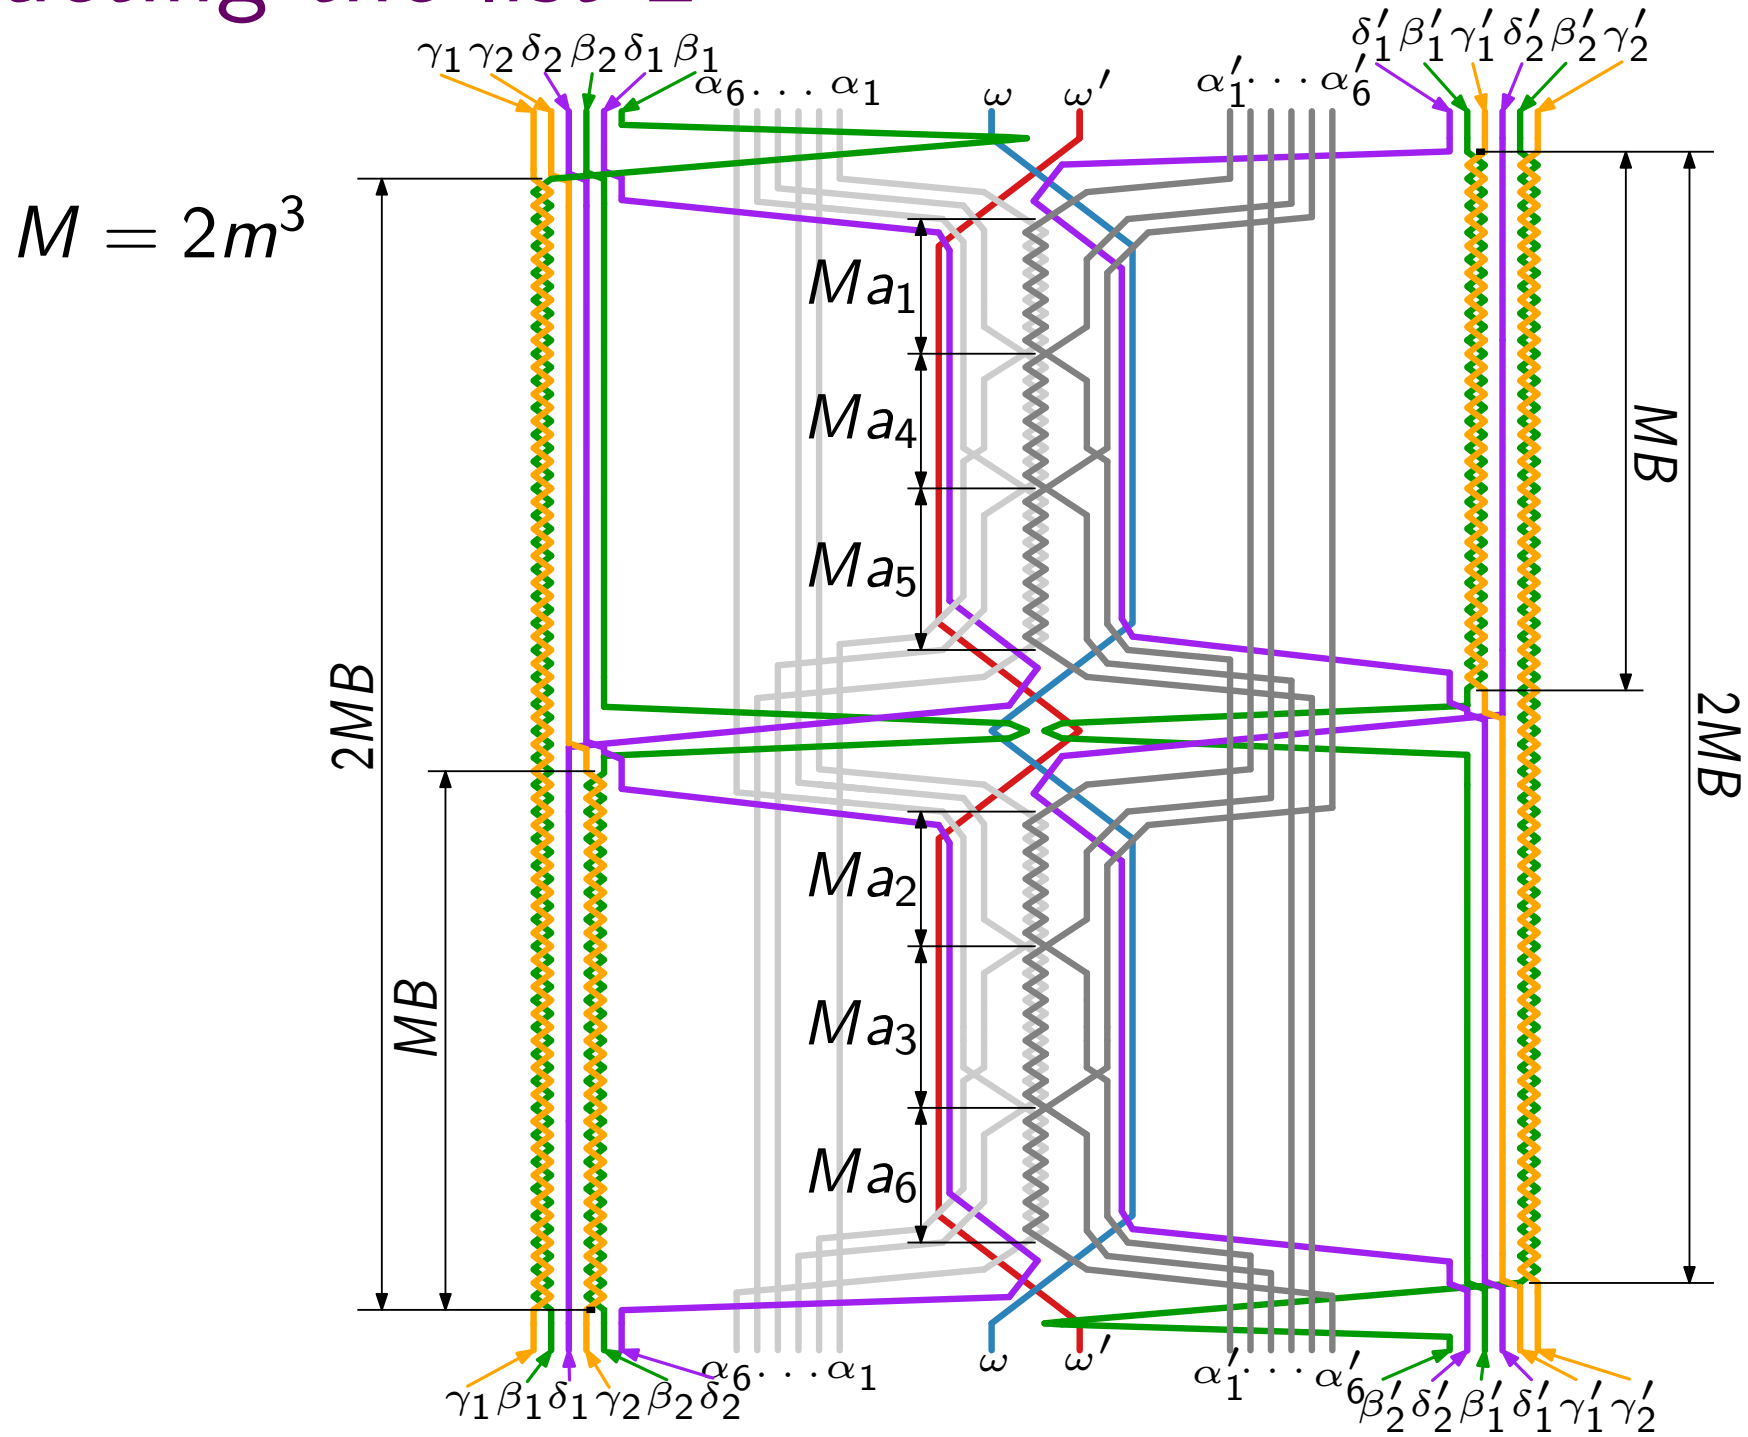 γ₁ γ₂ δ₂ β₂ δ₁ β₁
α₆ . . . α₁
ω ω′
α′₁ . . . α′₆
δ′₁ β′₁ γ′₁ δ′₂ β′₂ γ′₂
M = 2m³
Ma₁
Ma₄
Ma₅
Ma₂
Ma₃
Ma₆
2MB
MB
MB
2MB
γ₁ β₁ δ₁ γ₂ β₂ δ₂
α₆ . . . α₁
ω ω′
α′₁ . . . α′₆
β′₂ δ′₂ β′₁ δ′₁ γ′₁ γ′₂